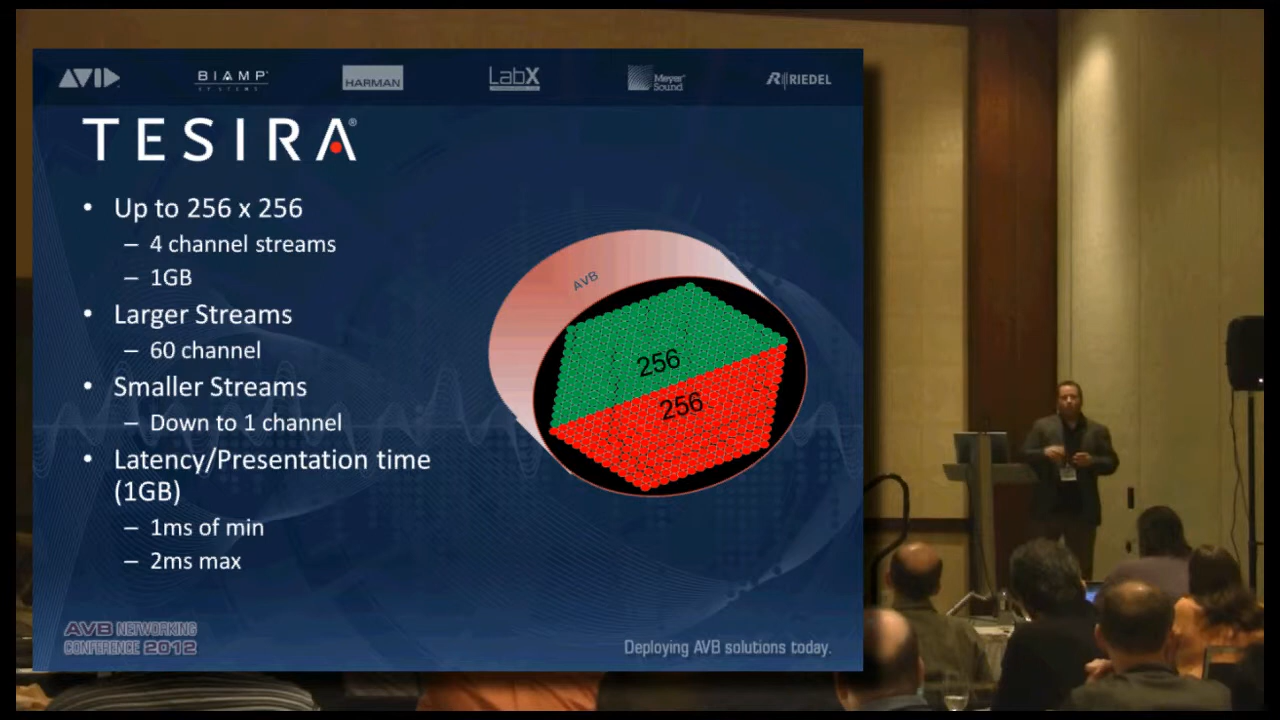 AVID
BIAMP
SYSTEMS
HARMAN
LabX
Meyer
Sound
RIEDEL
TESIRA®
• Up to 256 x 256
– 4 channel streams
– 1GB
• Larger Streams
– 60 channel
• Smaller Streams
– Down to 1 channel
• Latency/Presentation time
(1GB)
– 1ms of min
– 2ms max
AVB
256
256
AVB NETWORKING
CONFERENCE 2012
Deploying AVB solutions today.